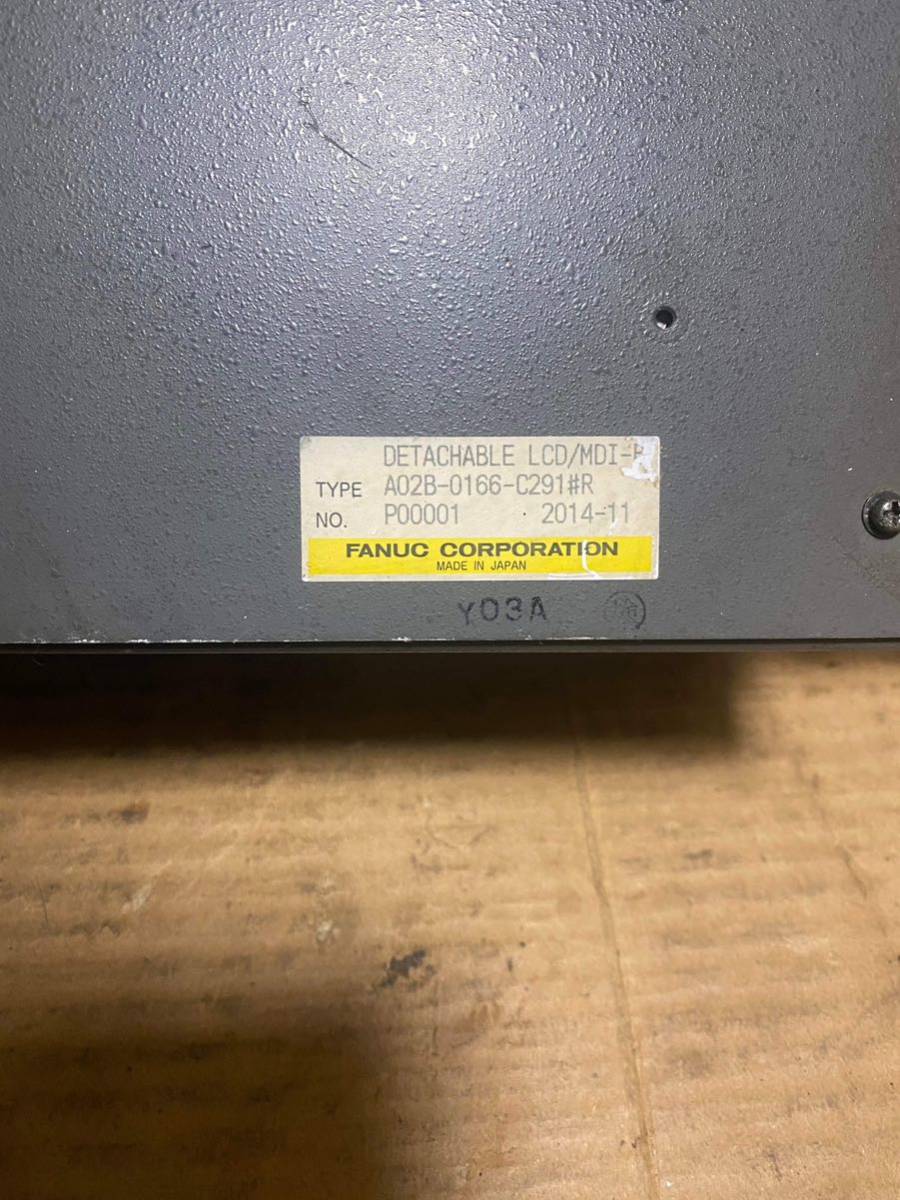 DETACHABLE LCD/MDI-
TYPE A02B-0166-C291#R
NO. P00001 2014-11
FANUC CORPORATION
MADE IN JAPAN
Y03A